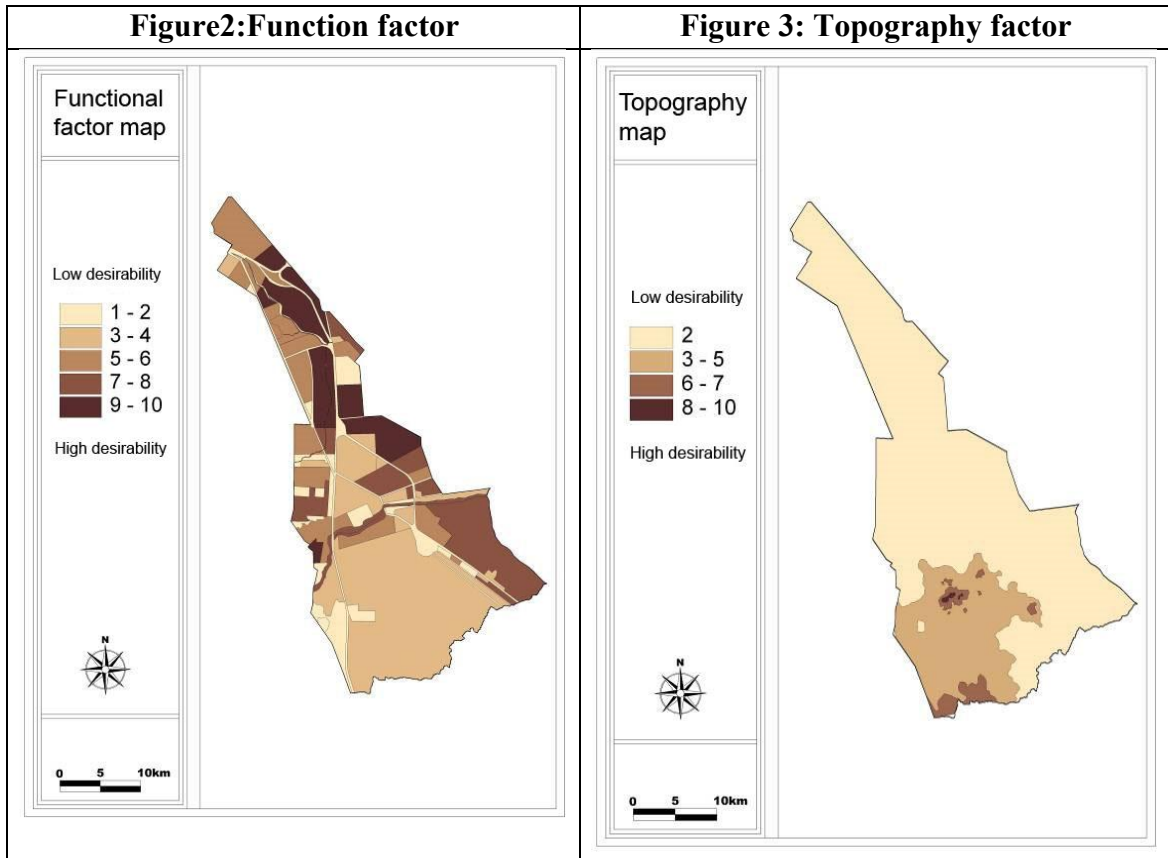 Figure2:Function factor
Functional
factor map
Low desirability
1 - 2
3 - 4
5 - 6
7 - 8
9 - 10
High desirability
N
0 5 10km
Figure 3: Topography factor
Topography
map
Low desirability
2
3 - 5
6 - 7
8 - 10
High desirability
N
0 5 10km